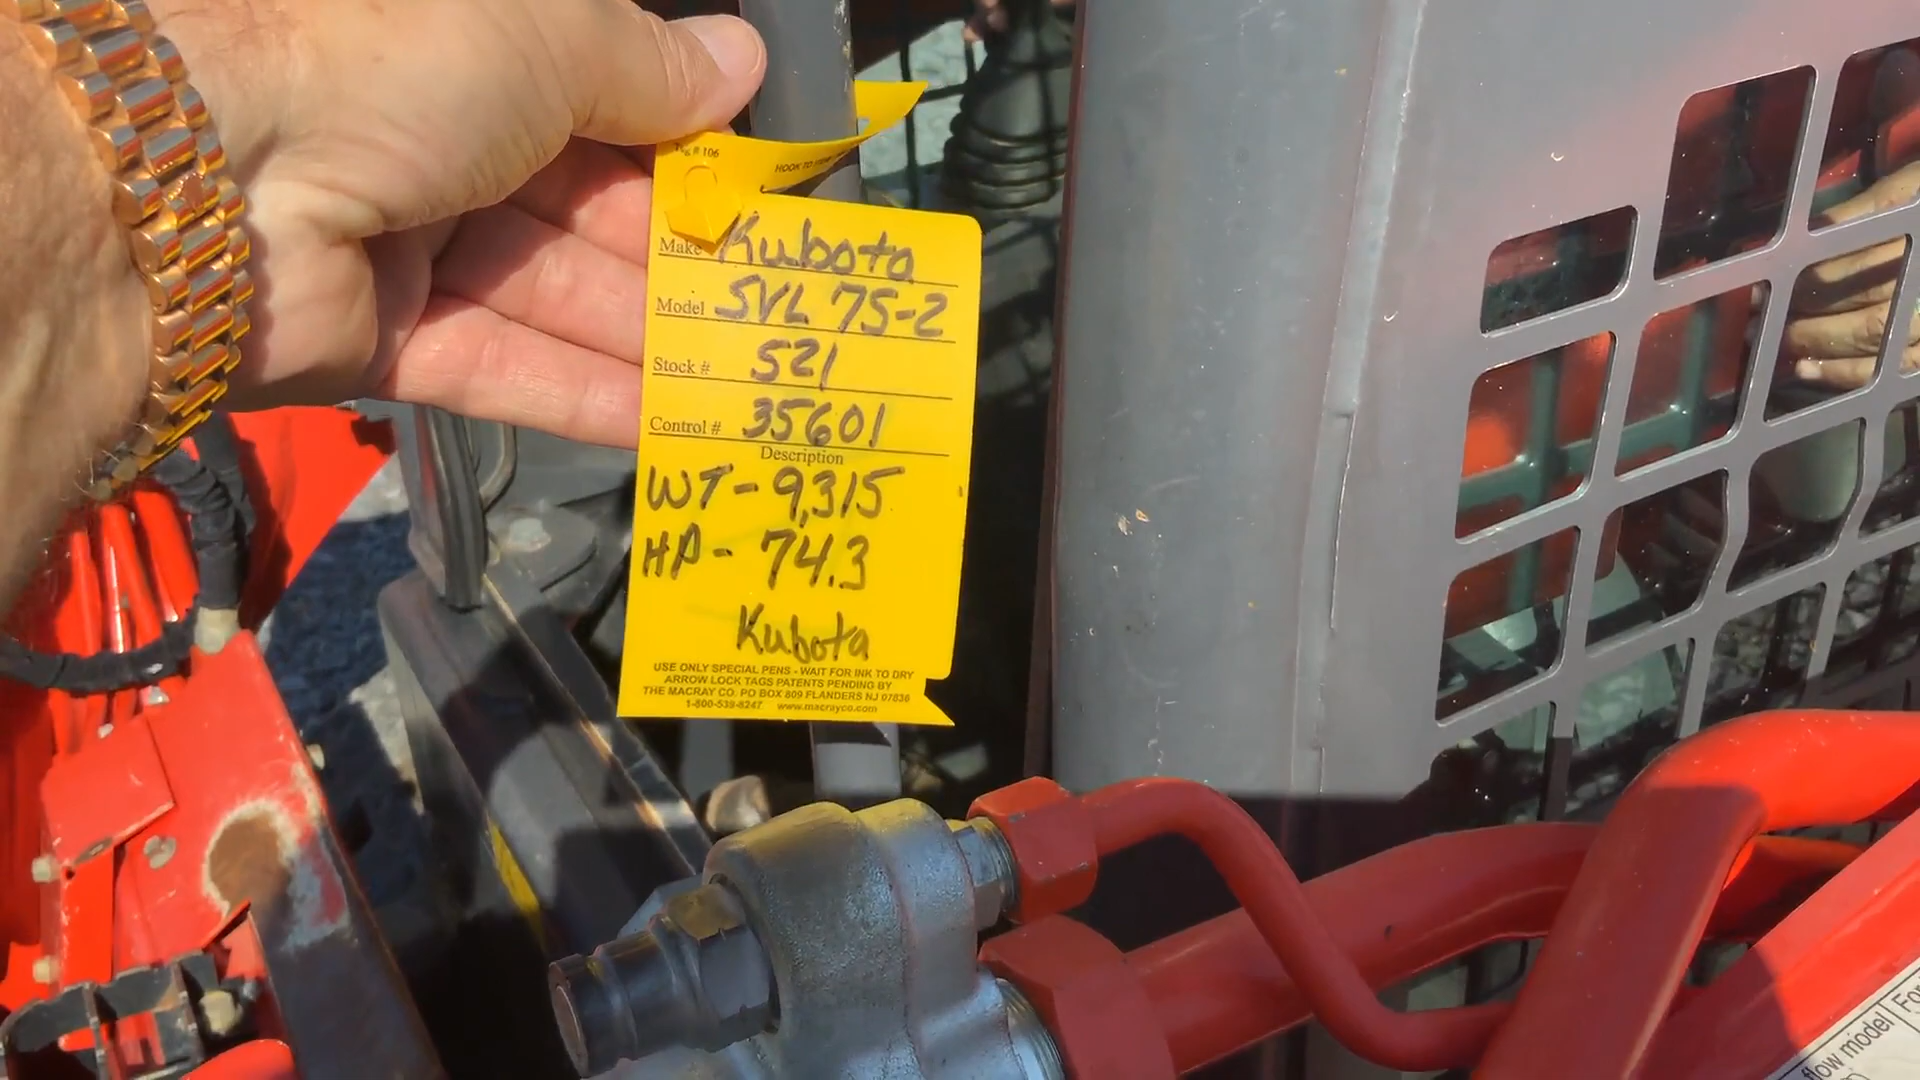 Tag # 106
HOOK TO
Make Kubota
Model SVL 75-2
Stock # 521
Control # 35601
Description
WT - 9,315
HP - 74.3
Kubota
USE ONLY SPECIAL PENS - WAIT FOR INK TO DRY
ARROW LOCK TAGS PATENTS PENDING BY
THE MACRAY CO. PO BOX 809 FLANDERS NJ 07836
1-800-539-8247 www.macrayco.com
flow model